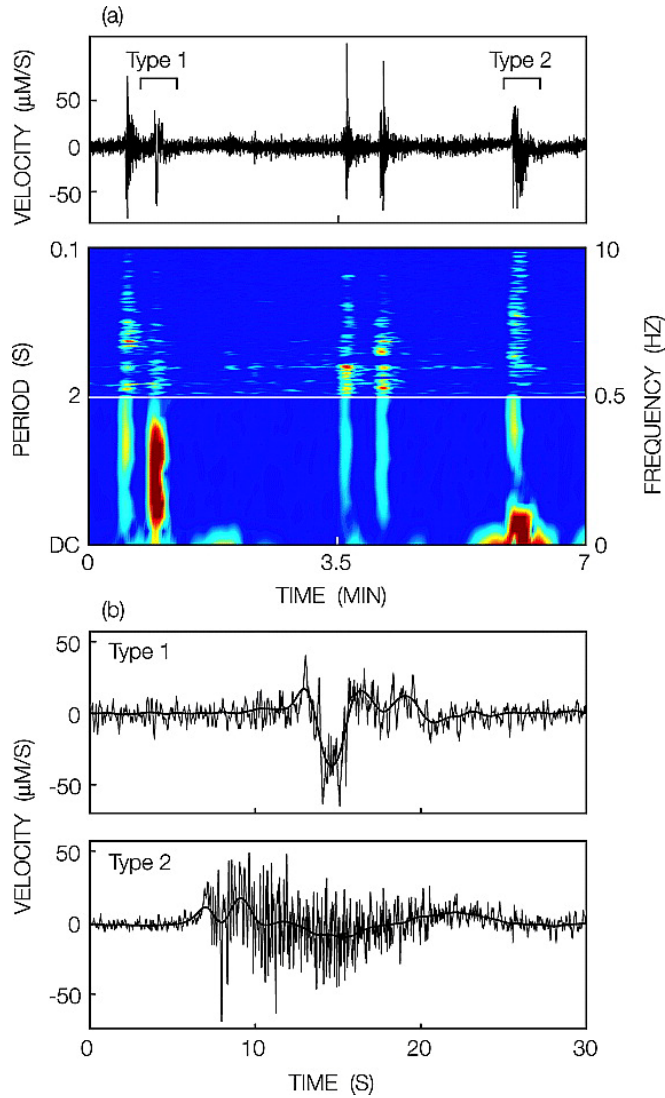 (a)
Type 1
Type 2
VELOCITY (µM/S)
50
0
-50
0.1
10
PERIOD (S)
2
0.5
FREQUENCY (HZ)
DC
0
0
3.5
7
TIME (MIN)
(b)
50
Type 1
0
-50
VELOCITY (µM/S)
50
Type 2
0
-50
0
10
20
30
TIME (S)